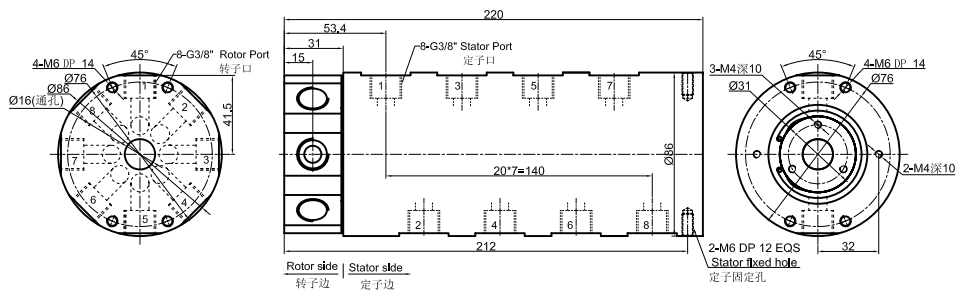 45°
8-G3/8" Rotor Port
转子口
4-M6 DP 14
Ø76
Ø86
Ø16(通孔)
41.5
1
2
3
4
5
6
7
8
220
53.4
31
15
8-G3/8" Stator Port
定子口
1
3
5
7
Ø86
20*7=140
2
4
6
8
212
Rotor side
转子边
Stator side
定子边
2-M6 DP 12 EQS
Stator fixed hole
定子固定孔
45°
3-M4深10
4-M6 DP 14
Ø76
Ø31
2-M4深10
32